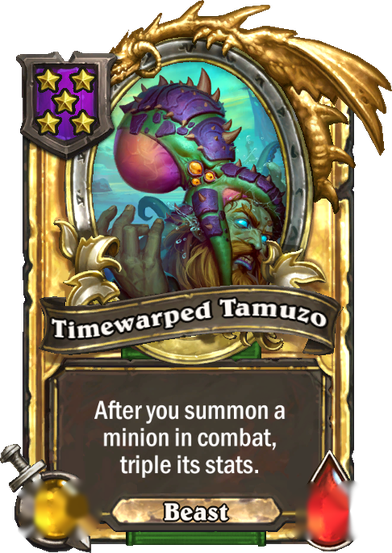 Timewarped Tamuzo
After you summon a
minion in combat,
triple its stats.
Beast